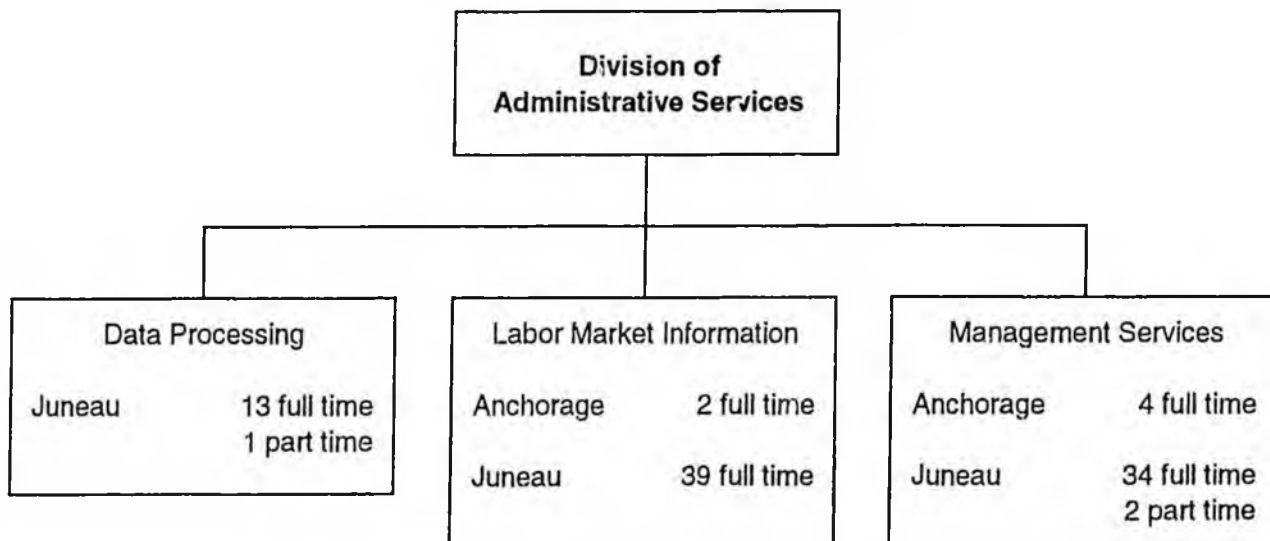 Division of
Administrative Services
Data Processing
Juneau 13 full time
1 part time
Labor Market Information
Anchorage 2 full time
Juneau 39 full time
Management Services
Anchorage 4 full time
Juneau 34 full time
2 part time